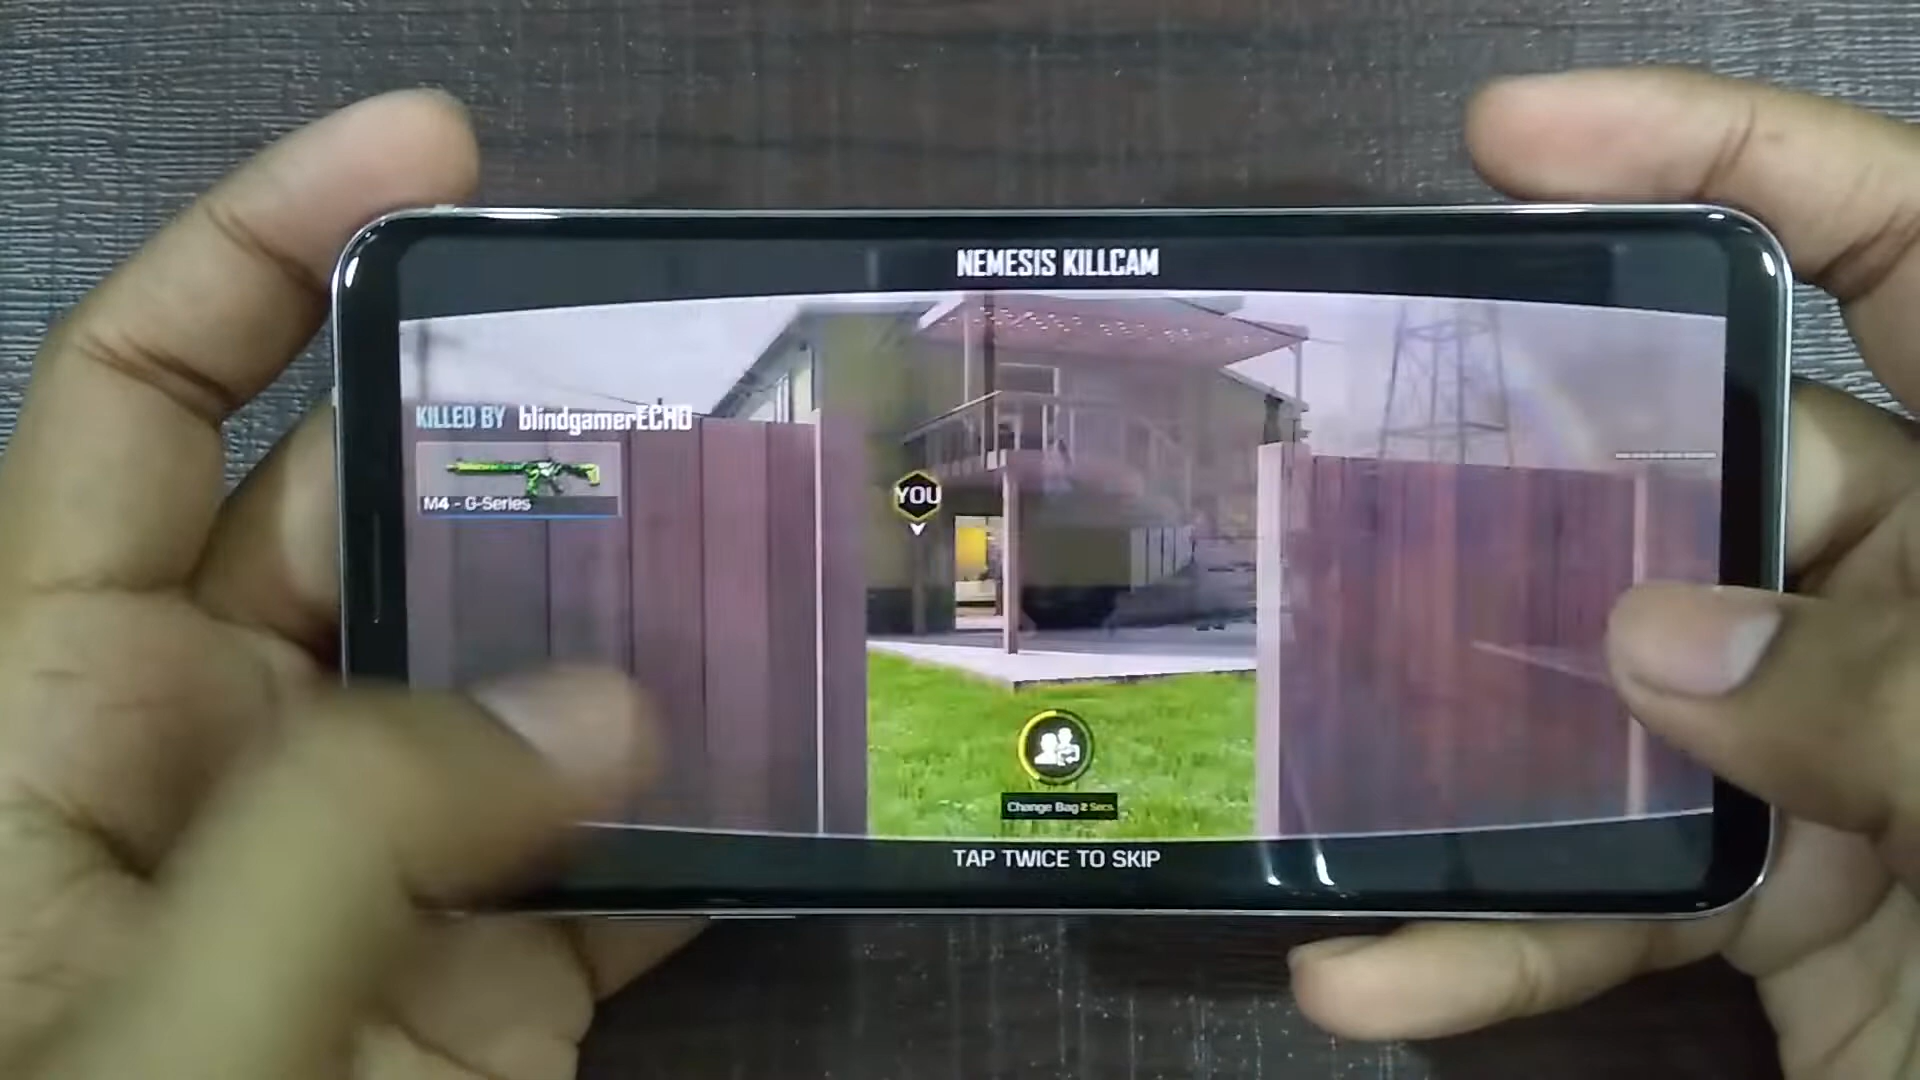 NEMESIS KILLCAM
KILLED BY blindgamerECHO
M4 - G-Series
YOU
Change Bag 2 Secs
TAP TWICE TO SKIP